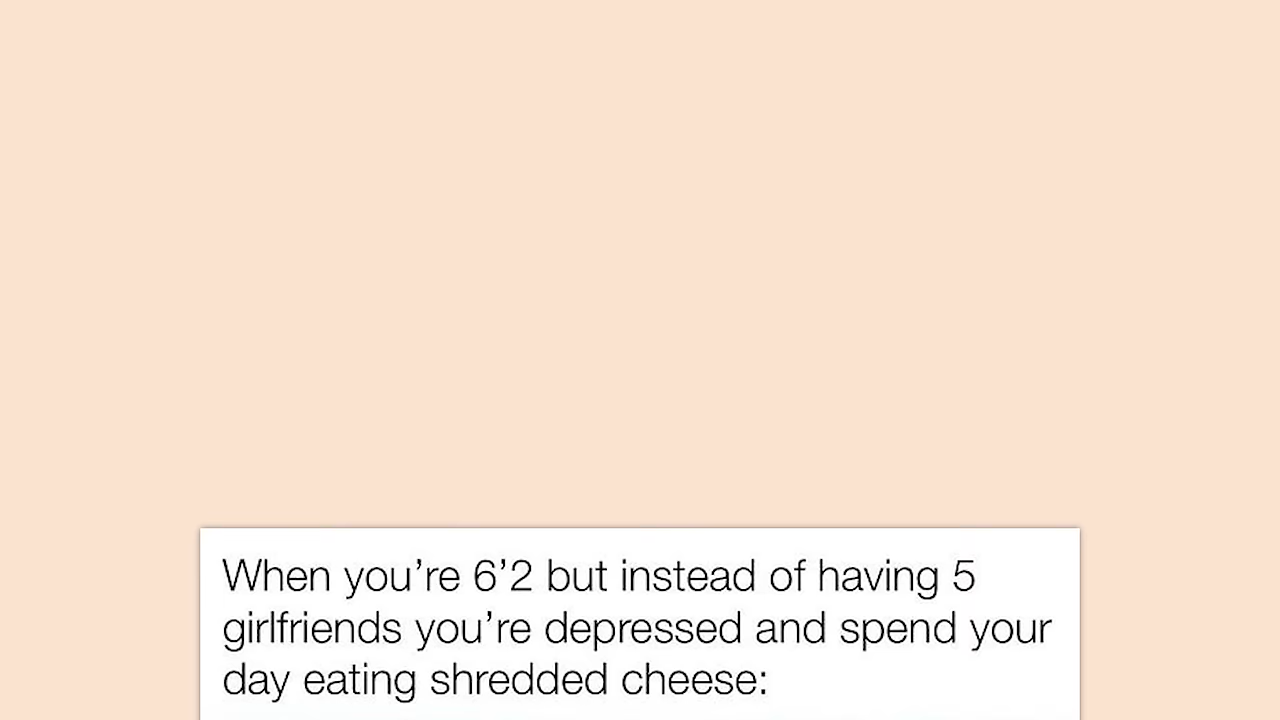 When you’re 6’2 but instead of having 5
girlfriends you’re depressed and spend your
day eating shredded cheese: